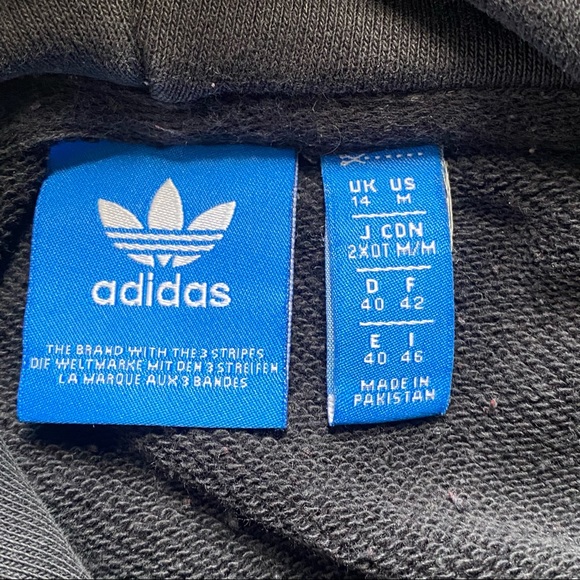 adidas
THE BRAND WITH THE 3 STRIPES
DIE WELTMARKE MIT DEN 3 STREIFEN
LA MARQUE AUX 3 BANDES
UK US
14 M
J CDN
2XOT M/M
D F
40 42
E I
40 46
MADE IN
PAKISTAN